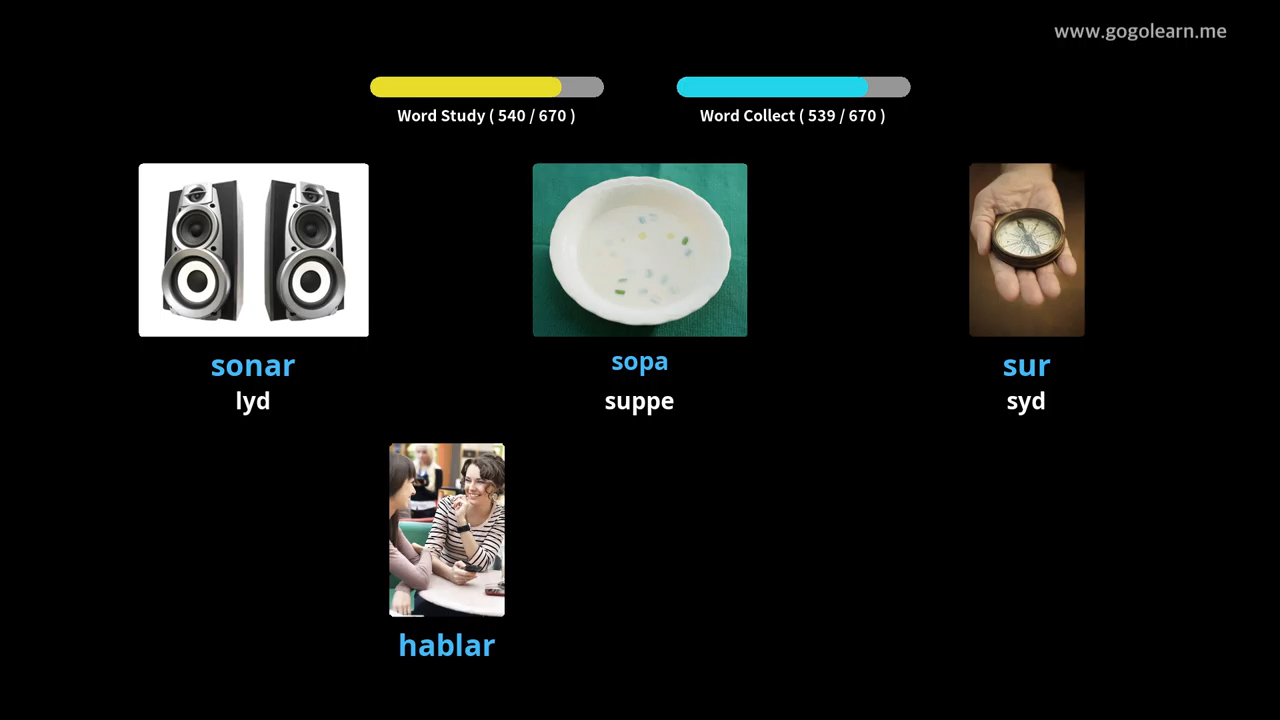 www.gogolearn.me
Word Study ( 540 / 670 )
Word Collect ( 539 / 670 )
sonar
lyd
sopa
suppe
sur
syd
hablar